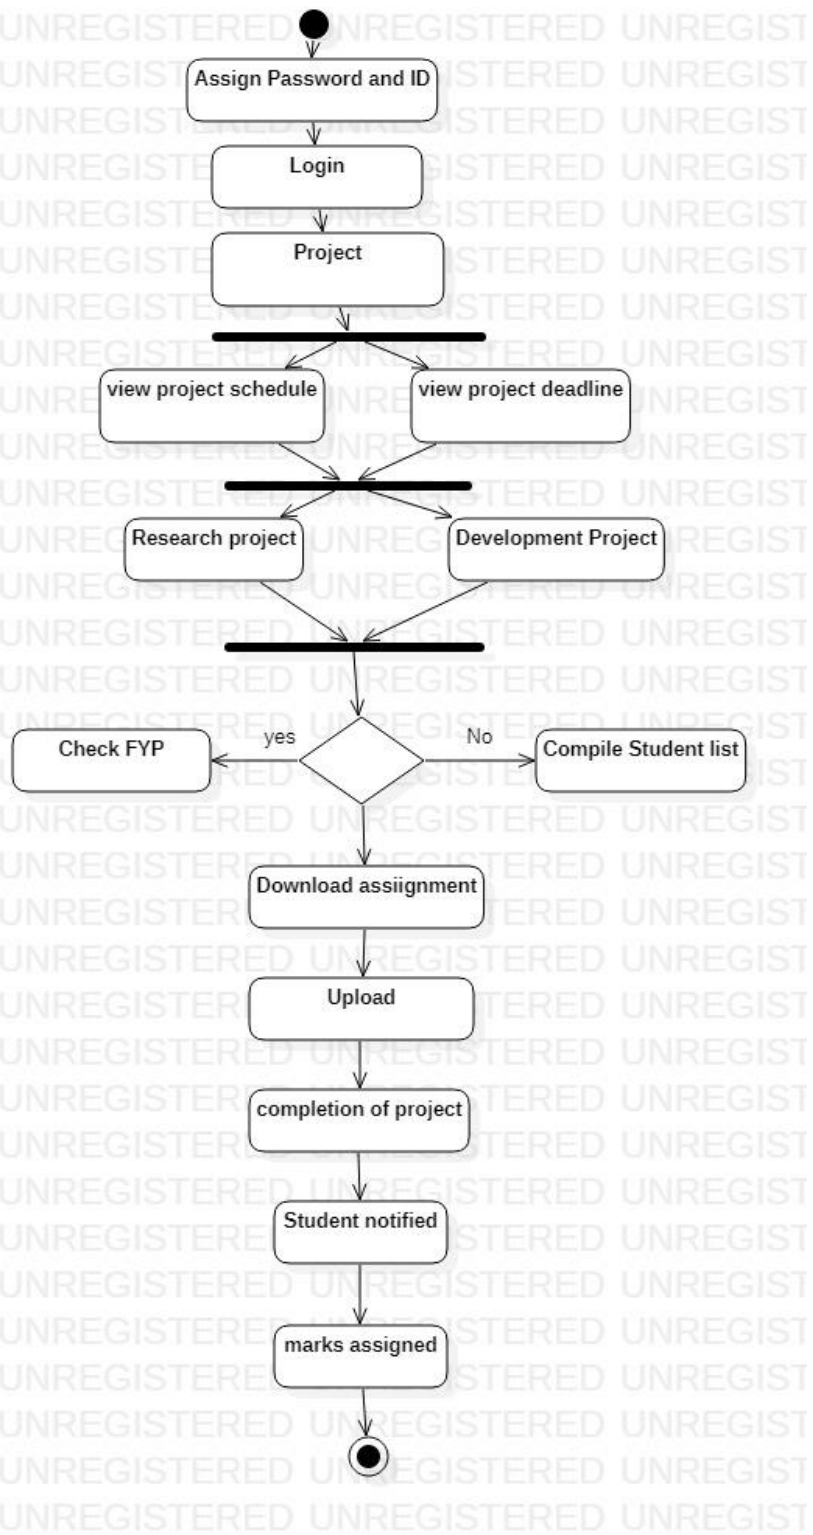 Assign Password and ID
Login
Project
view project schedule
view project deadline
Research project
Development Project
yes
No
Check FYP
Compile Student list
Download assiignment
Upload
completion of project
Student notified
marks assigned
UNREGISTERED UNREGISTERED UNREGIST